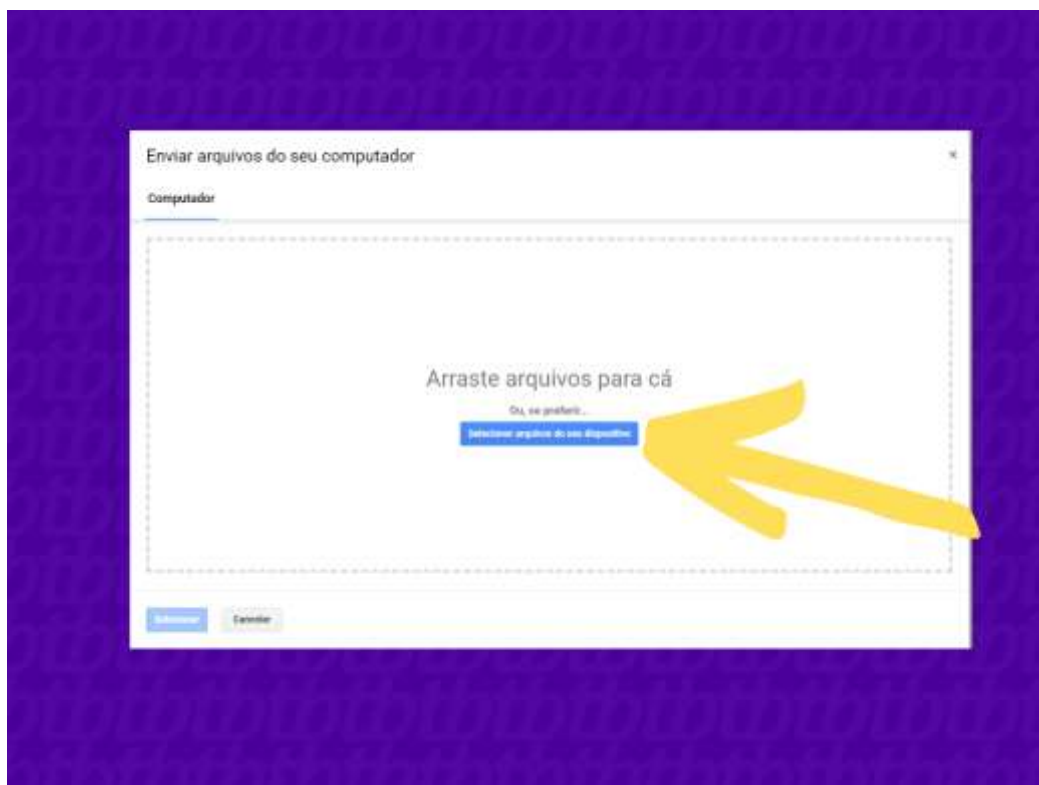 Enviar arquivos do seu computador
×
Computador
Arraste arquivos para cá
Ou, se preferir...
Selecionar arquivos do seu dispositivo
Selecionar
Cancelar